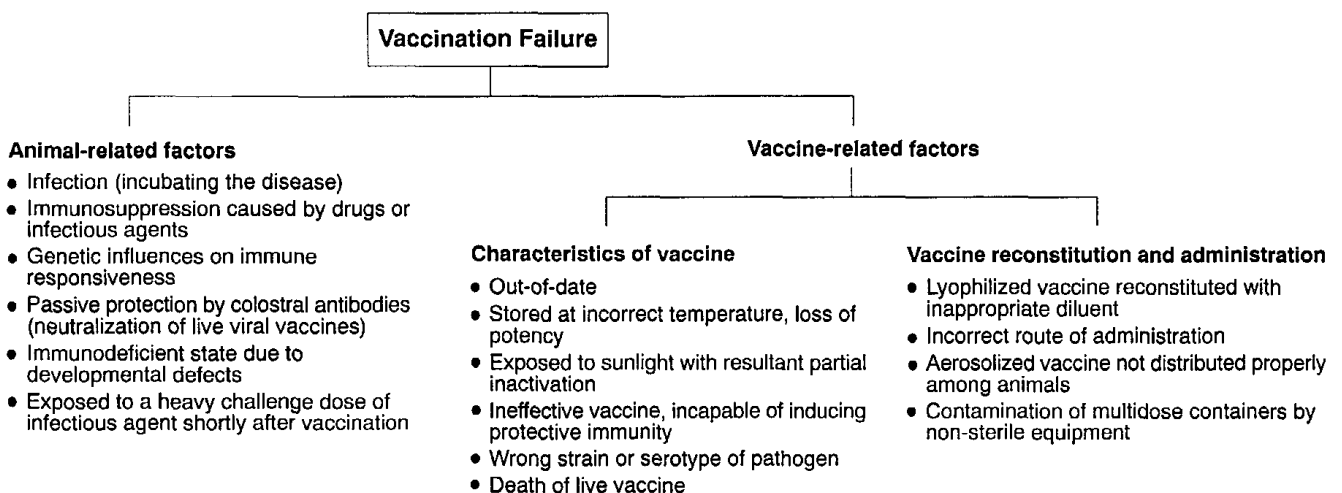 Vaccination Failure
Animal-related factors
● Infection (incubating the disease)
● Immunosuppression caused by drugs or
infectious agents
● Genetic influences on immune
responsiveness
● Passive protection by colostral antibodies
(neutralization of live viral vaccines)
● Immunodeficient state due to
developmental defects
● Exposed to a heavy challenge dose of
infectious agent shortly after vaccination
Vaccine-related factors
Characteristics of vaccine
● Out-of-date
● Stored at incorrect temperature, loss of
potency
● Exposed to sunlight with resultant partial
inactivation
● Ineffective vaccine, incapable of inducing
protective immunity
● Wrong strain or serotype of pathogen
● Death of live vaccine
Vaccine reconstitution and administration
● Lyophilized vaccine reconstituted with
inappropriate diluent
● Incorrect route of administration
● Aerosolized vaccine not distributed properly
among animals
● Contamination of multidose containers by
non-sterile equipment